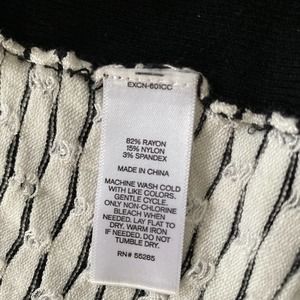 EXCN-601CC
82% RAYON
15% NYLON
3% SPANDEX
MADE IN CHINA
MACHINE WASH COLD
WITH LIKE COLORS.
GENTLE CYCLE.
ONLY NON-CHLORINE
BLEACH WHEN
NEEDED. LAY FLAT TO
DRY. WARM IRON
IF NEEDED. DO NOT
TUMBLE DRY.
RN# 55285